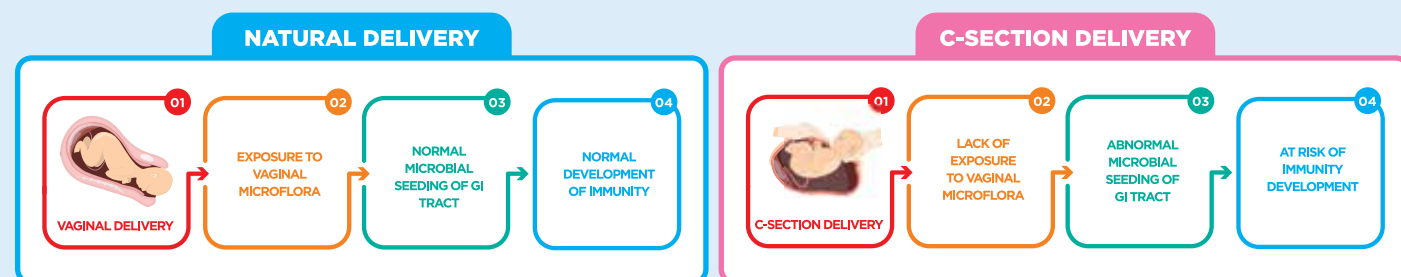 NATURAL DELIVERY
01
VAGINAL DELIVERY
02
EXPOSURE TO
VAGINAL
MICROFLORA
03
NORMAL
MICROBIAL
SEEDING OF GI
TRACT
04
NORMAL
DEVELOPMENT
OF IMMUNITY
C-SECTION DELIVERY
01
C-SECTION DELIVERY
02
LACK OF
EXPOSURE
TO VAGINAL
MICROFLORA
03
ABNORMAL
MICROBIAL
SEEDING OF
GI TRACT
04
AT RISK OF
IMMUNITY
DEVELOPMENT